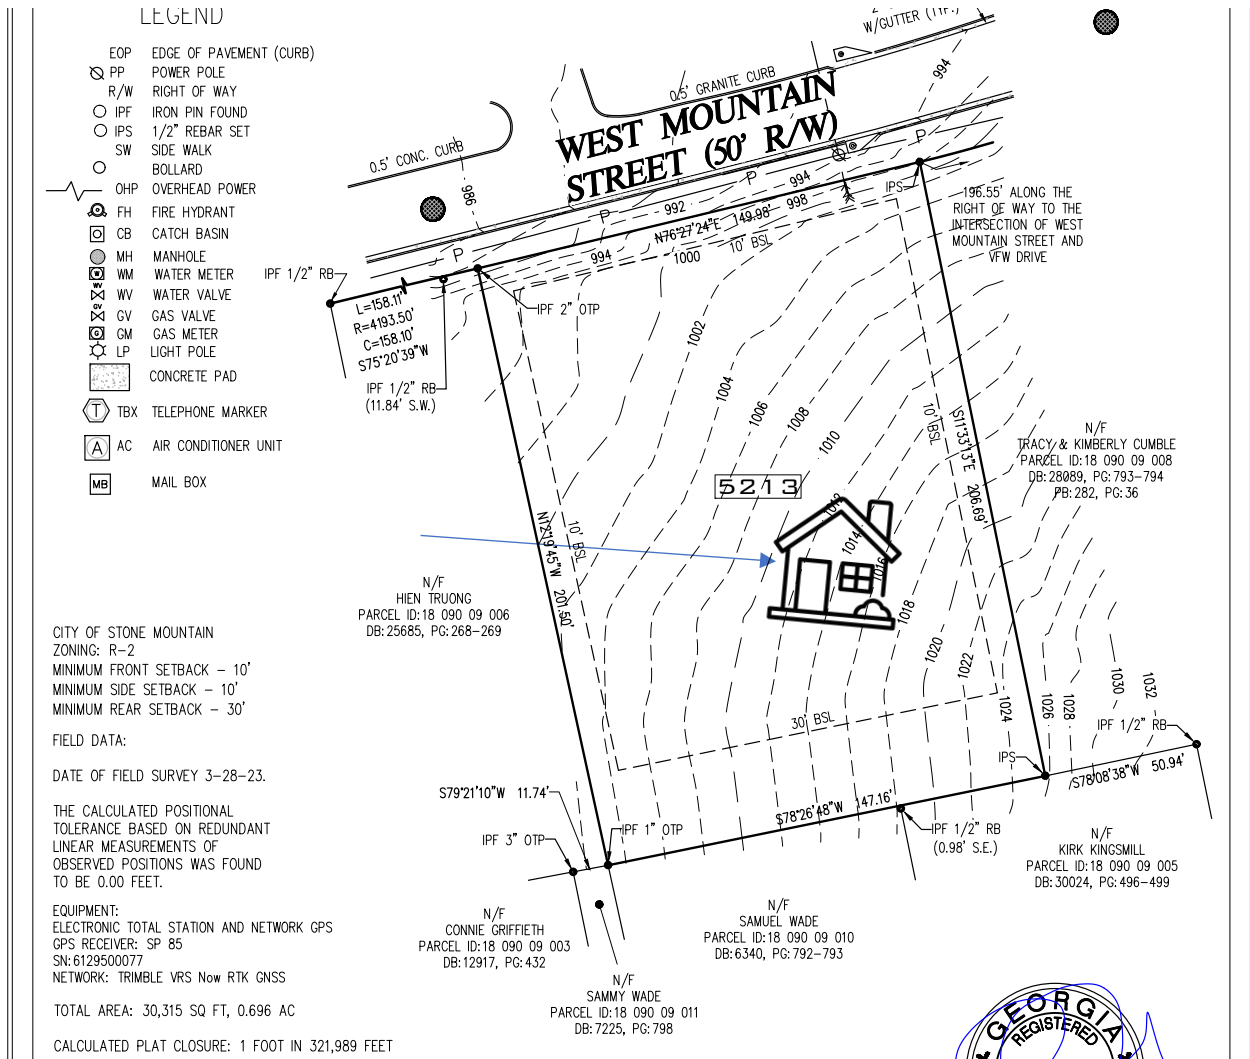 LEGEND
EOP EDGE OF PAVEMENT (CURB)
PP POWER POLE
R/W RIGHT OF WAY
IPF IRON PIN FOUND
IPS 1/2" REBAR SET
SW SIDE WALK
BOLLARD
OHP OVERHEAD POWER
FH FIRE HYDRANT
CB CATCH BASIN
MH MANHOLE
WM WATER METER
WV
WV WATER VALVE
GV
GV GAS VALVE
G GM GAS METER
LP LIGHT POLE
CONCRETE PAD
T TBX TELEPHONE MARKER
A AC AIR CONDITIONER UNIT
MB MAIL BOX
CITY OF STONE MOUNTAIN
ZONING: R-2
MINIMUM FRONT SETBACK - 10'
MINIMUM SIDE SETBACK - 10'
MINIMUM REAR SETBACK - 30'
FIELD DATA:
DATE OF FIELD SURVEY 3-28-23.
THE CALCULATED POSITIONAL
TOLERANCE BASED ON REDUNDANT
LINEAR MEASUREMENTS OF
OBSERVED POSITIONS WAS FOUND
TO BE 0.00 FEET.
EQUIPMENT:
ELECTRONIC TOTAL STATION AND NETWORK GPS
GPS RECEIVER: SP 85
SN:6129500077
NETWORK: TRIMBLE VRS Now RTK GNSS
TOTAL AREA: 30,315 SQ FT, 0.696 AC
CALCULATED PLAT CLOSURE: 1 FOOT IN 321,989 FEET
W/GUTTER (TYP.)
994
0.5' GRANITE CURB
WEST MOUNTAIN
STREET (50' R/W)
0.5' CONC. CURB
986
P
P
P
P
992
994
998
N76°27'24"E 149.98'
10' BSL
994
1000
IPS
196.55' ALONG THE
RIGHT OF WAY TO THE
INTERSECTION OF WEST
MOUNTAIN STREET AND
VFW DRIVE
IPF 1/2" RB
L=158.11'
R=4193.50'
C=158.10'
S75°20'39"W
IPF 2" OTP
IPF 1/2" RB
(11.84' S.W.)
1002
1004
1006
1008
1010
1012
1014
1016
1018
1020
1022
1024
1026
1028
1030
1032
10' BSL
S11°33'13"E 206.69'
N/F
TRACY & KIMBERLY CUMBLE
PARCEL ID:18 090 09 008
DB:28089, PG:793-794
PB:282, PG:36
5213
N12°19'45"W 201.50'
10' BSL
N/F
HIEN TRUONG
PARCEL ID:18 090 09 006
DB:25685, PG:268-269
30' BSL
IPF 1/2" RB
IPS
S78°08'38"W 50.94'
S79°21'10"W 11.74'
S78°26'48"W 147.16'
IPF 1" OTP
IPF 3" OTP
IPF 1/2" RB
(0.98' S.E.)
N/F
KIRK KINGSMILL
PARCEL ID:18 090 09 005
DB:30024, PG:496-499
N/F
CONNIE GRIFFIETH
PARCEL ID:18 090 09 003
DB:12917, PG:432
N/F
SAMUEL WADE
PARCEL ID:18 090 09 010
DB:6340, PG:792-793
N/F
SAMMY WADE
PARCEL ID:18 090 09 011
DB:7225, PG:798
GEORGIA
REGISTERED